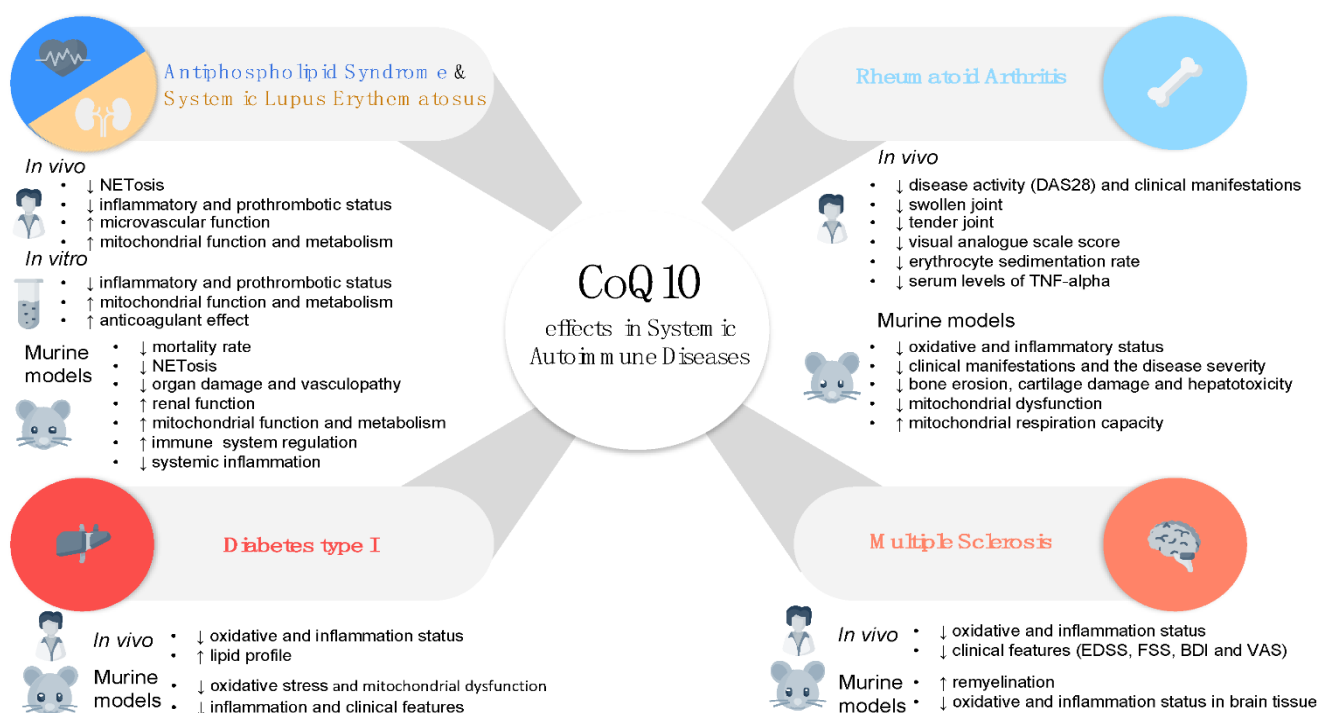 Antiphospholipid Syndrome &
Systemic Lupus Erythematosus
In vivo
• ↓ NETosis
• ↓ inflammatory and prothrombotic status
• ↑ microvascular function
• ↑ mitochondrial function and metabolism
In vitro
• ↓ inflammatory and prothrombotic status
• ↑ mitochondrial function and metabolism
• ↑ anticoagulant effect
Murine
models
• ↓ mortality rate
• ↓ NETosis
• ↓ organ damage and vasculopathy
• ↑ renal function
• ↑ mitochondrial function and metabolism
• ↑ immune system regulation
• ↓ systemic inflammation
CoQ10
effects in Systemic
Autoimmune Diseases
Rheumatoid Arthritis
In vivo
• ↓ disease activity (DAS28) and clinical manifestations
• ↓ swollen joint
• ↓ tender joint
• ↓ visual analogue scale score
• ↓ erythrocyte sedimentation rate
• ↓ serum levels of TNF-alpha
Murine models
• ↓ oxidative and inflammatory status
• ↓ clinical manifestations and the disease severity
• ↓ bone erosion, cartilage damage and hepatotoxicity
• ↓ mitochondrial dysfunction
• ↑ mitochondrial respiration capacity
Diabetes type I
In vivo
• ↓ oxidative and inflammation status
• ↑ lipid profile
Murine
models
• ↓ oxidative stress and mitochondrial dysfunction
• ↓ inflammation and clinical features
Multiple Sclerosis
In vivo
• ↓ oxidative and inflammation status
• ↓ clinical features (EDSS, FSS, BDI and VAS)
Murine
models
• ↑ remyelination
• ↓ oxidative and inflammation status in brain tissue